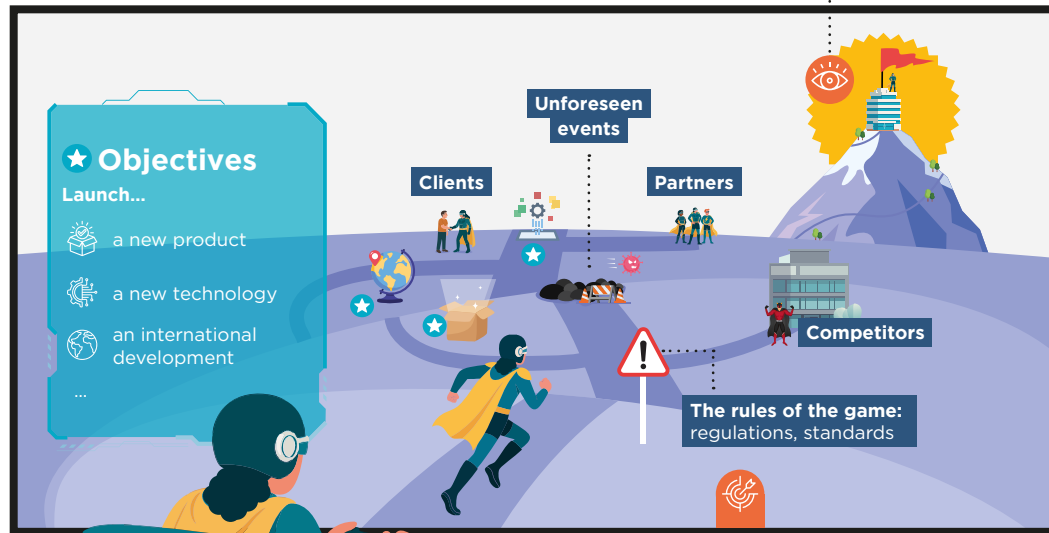 Objectives
Launch...
a new product
a new technology
an international
development
...
Unforeseen
events
Clients
Partners
Competitors
The rules of the game:
regulations, standards